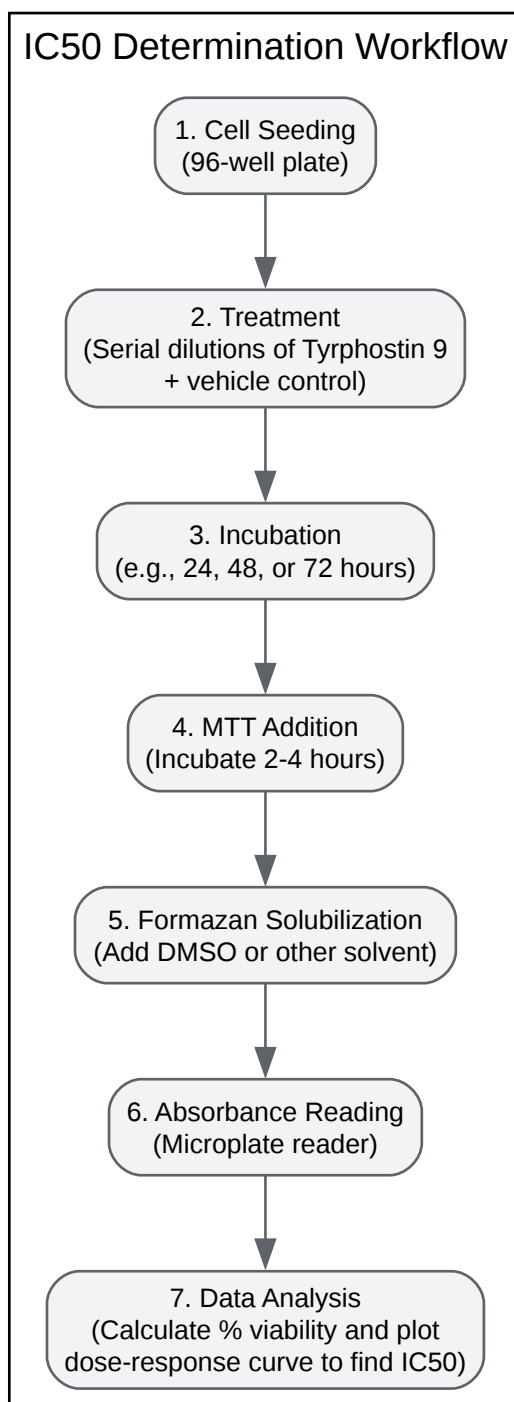 IC50 Determination Workflow
1. Cell Seeding
(96-well plate)
2. Treatment
(Serial dilutions of Tyrphostin 9
+ vehicle control)
3. Incubation
(e.g., 24, 48, or 72 hours)
4. MTT Addition
(Incubate 2-4 hours)
5. Formazan Solubilization
(Add DMSO or other solvent)
6. Absorbance Reading
(Microplate reader)
7. Data Analysis
(Calculate % viability and plot
dose-response curve to find IC50)